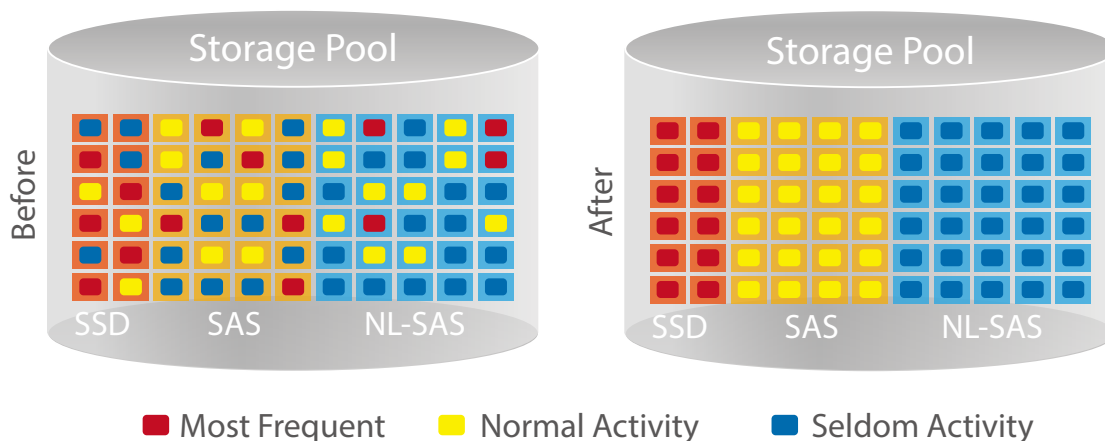 Storage Pool
Before
SSD
SAS
NL-SAS
Storage Pool
After
SSD
SAS
NL-SAS
Most Frequent
Normal Activity
Seldom Activity